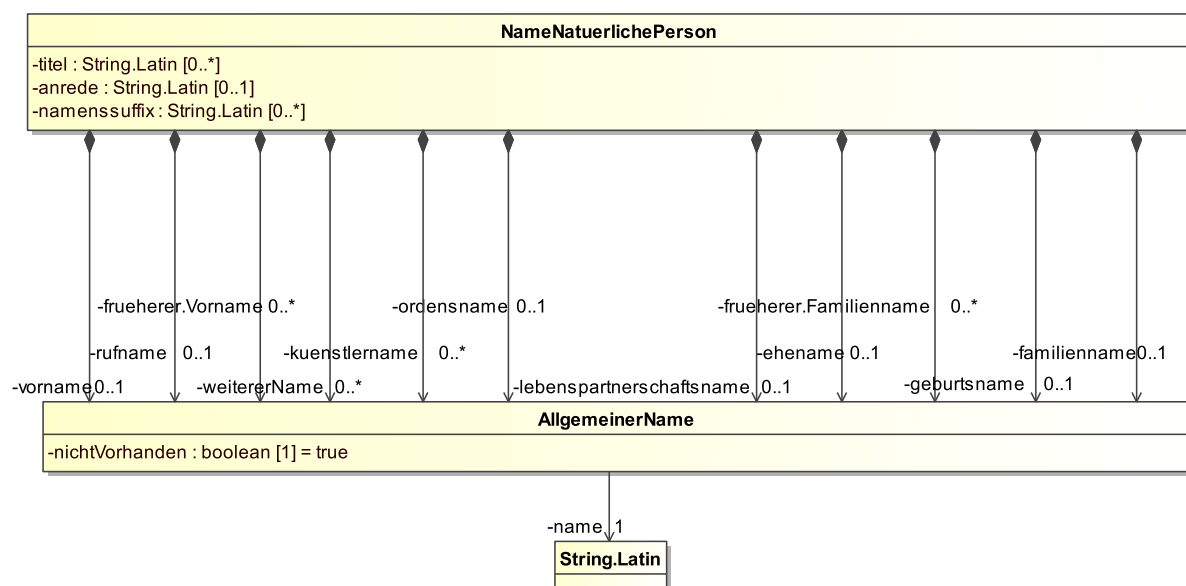 NameNatuerlichePerson
-titel : String.Latin [0..*]
-anrede : String.Latin [0..1]
-namenssuffix : String.Latin [0..*]
-frueherer.Vorname 0..*
-ordensname 0..1
-frueherer.Familienname 0..*
-rufname 0..1
-kuenstlername 0..*
-ehename 0..1
-familienname 0..1
-vorname 0..1
-weitererName 0..*
-lebenspartnerschaftsname 0..1
-geburtsname 0..1
AllgemeinerName
-nichtVorhanden : boolean [1] = true
-name 1
String.Latin